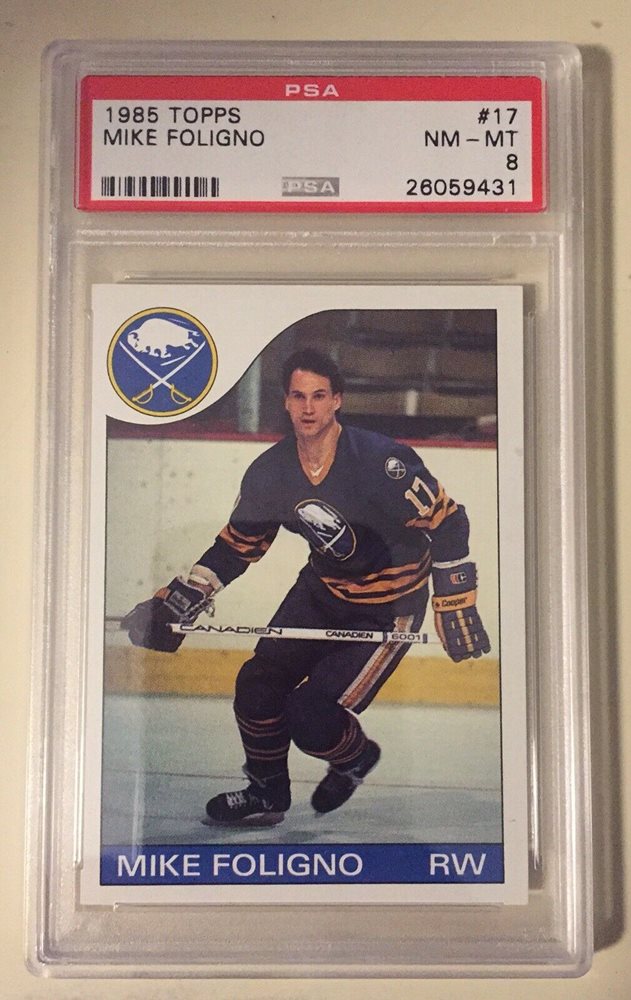 PSA
1985 TOPPS #17
MIKE FOLIGNO NM - MT
8
PSA 26059431
17
Cooper
CANADIEN CANADIEN 6001
MIKE FOLIGNO RW